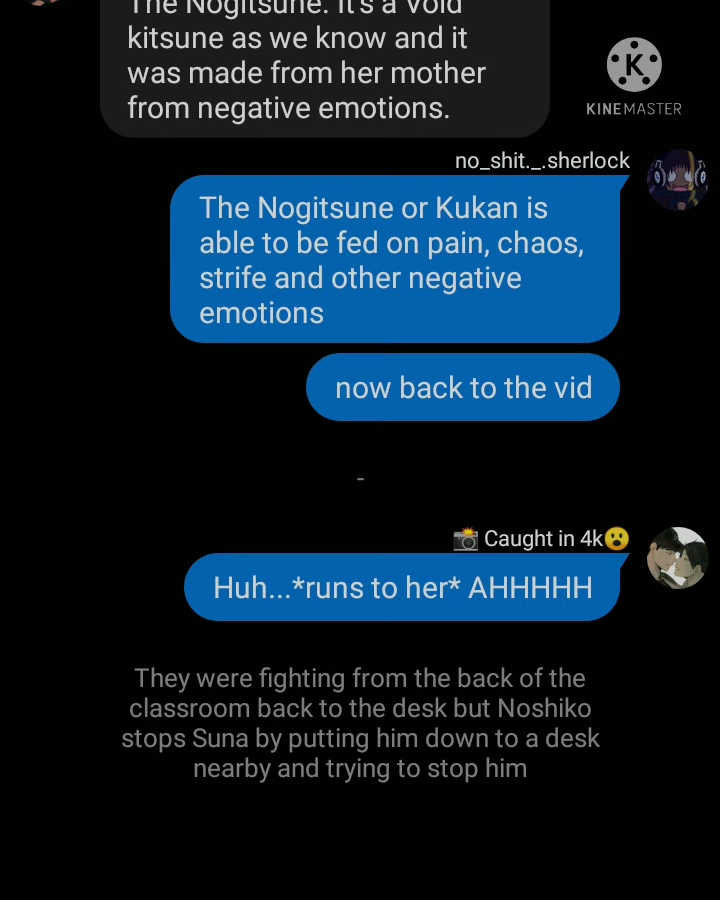 The Nogitsune. It's a Void
kitsune as we know and it
was made from her mother
from negative emotions.
K
KINEMASTER
no_shit._.sherlock
The Nogitsune or Kukan is
able to be fed on pain, chaos,
strife and other negative
emotions
now back to the vid
-
📸 Caught in 4k😮
Huh...*runs to her* AHHHHH
They were fighting from the back of the
classroom back to the desk but Noshiko
stops Suna by putting him down to a desk
nearby and trying to stop him